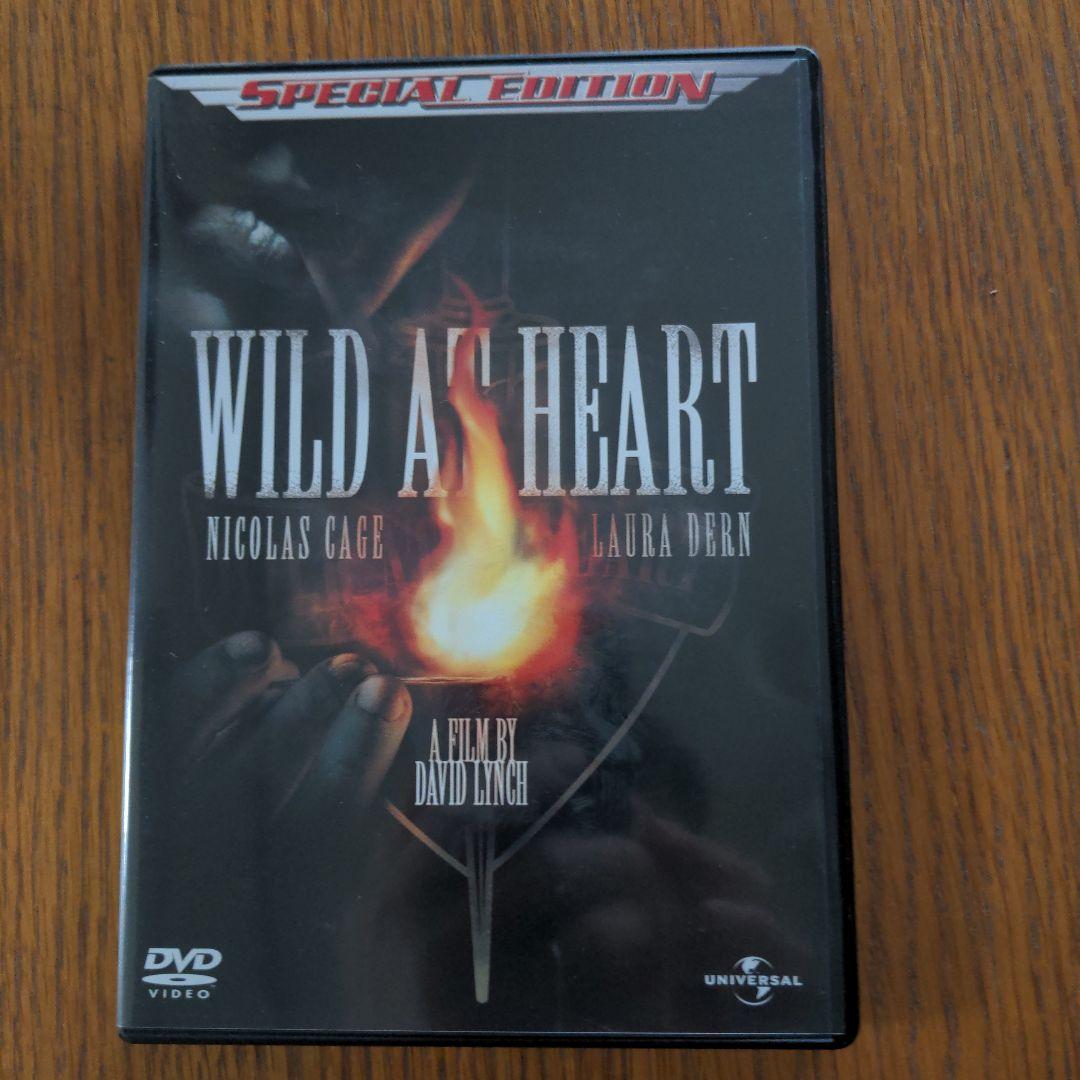 SPECIAL EDITION
WILD AT HEART
NICOLAS CAGE
LAURA DERN
A FILM BY
DAVID LYNCH
DVD
VIDEO
UNIVERSAL